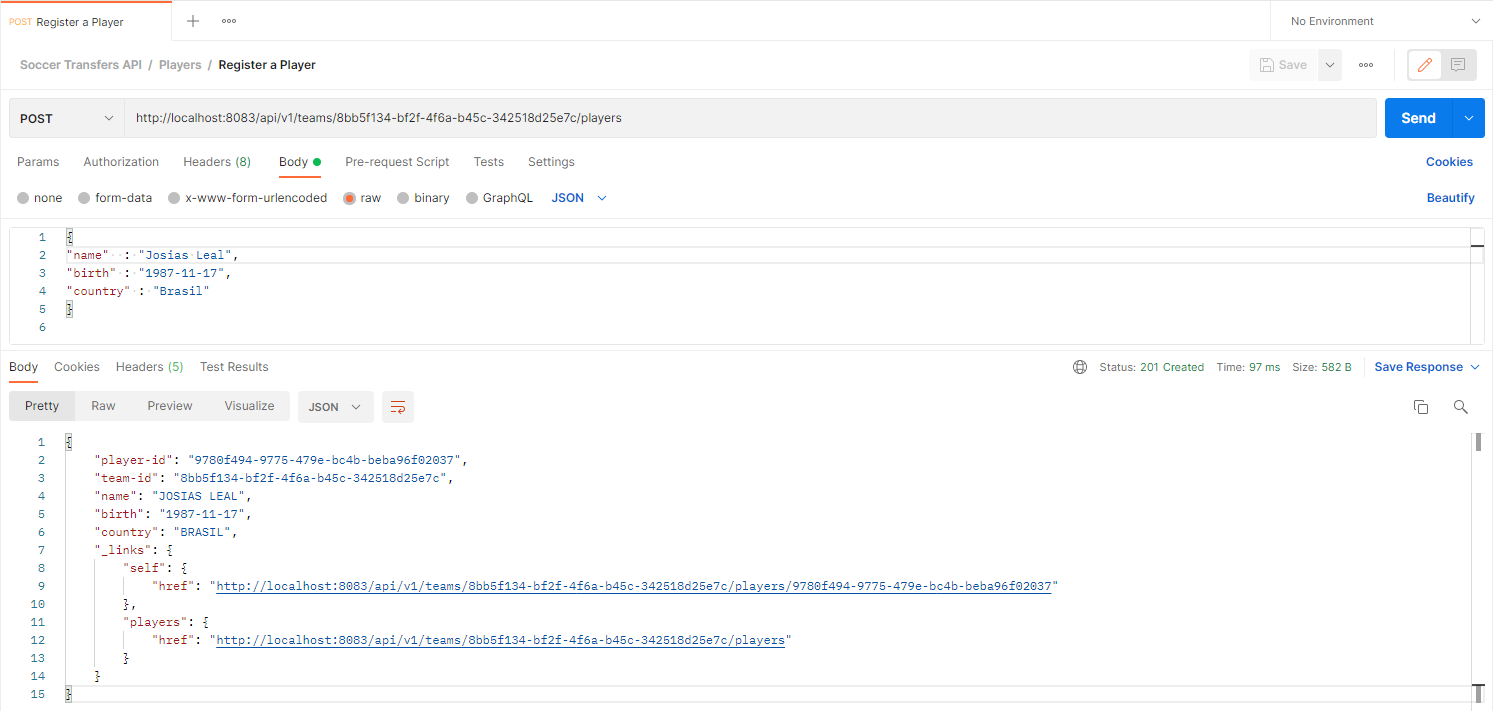 POST Register a Player
No Environment
Soccer Transfers API / Players / Register a Player
Save
POST
http://localhost:8083/api/v1/teams/8bb5f134-bf2f-4f6a-b45c-342518d25e7c/players
Send
Params Authorization Headers (8) Body Pre-request Script Tests Settings Cookies
none form-data x-www-form-urlencoded raw binary GraphQL JSON Beautify
1 {
2 "name" : "Josias Leal",
3 "birth" : "1987-11-17",
4 "country" : "Brasil"
5 }
6
Body Cookies Headers (5) Test Results Status: 201 Created Time: 97 ms Size: 582 B Save Response
Pretty Raw Preview Visualize JSON
1 {
2 "player-id": "9780f494-9775-479e-bc4b-beba96f02037",
3 "team-id": "8bb5f134-bf2f-4f6a-b45c-342518d25e7c",
4 "name": "JOSIAS LEAL",
5 "birth": "1987-11-17",
6 "country": "BRASIL",
7 "_links": {
8 "self": {
9 "href": "http://localhost:8083/api/v1/teams/8bb5f134-bf2f-4f6a-b45c-342518d25e7c/players/9780f494-9775-479e-bc4b-beba96f02037"
10 },
11 "players": {
12 "href": "http://localhost:8083/api/v1/teams/8bb5f134-bf2f-4f6a-b45c-342518d25e7c/players"
13 }
14 }
15 }